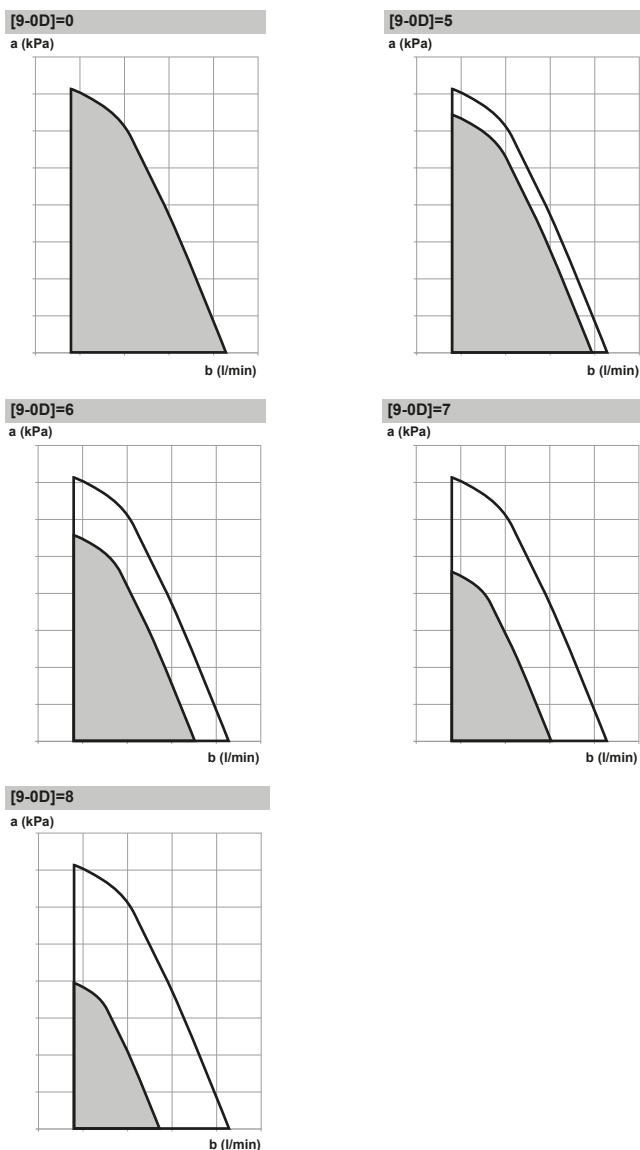 [9-0D]=0
a (kPa)
b (l/min)
[9-0D]=5
a (kPa)
b (l/min)
[9-0D]=6
a (kPa)
b (l/min)
[9-0D]=7
a (kPa)
b (l/min)
[9-0D]=8
a (kPa)
b (l/min)